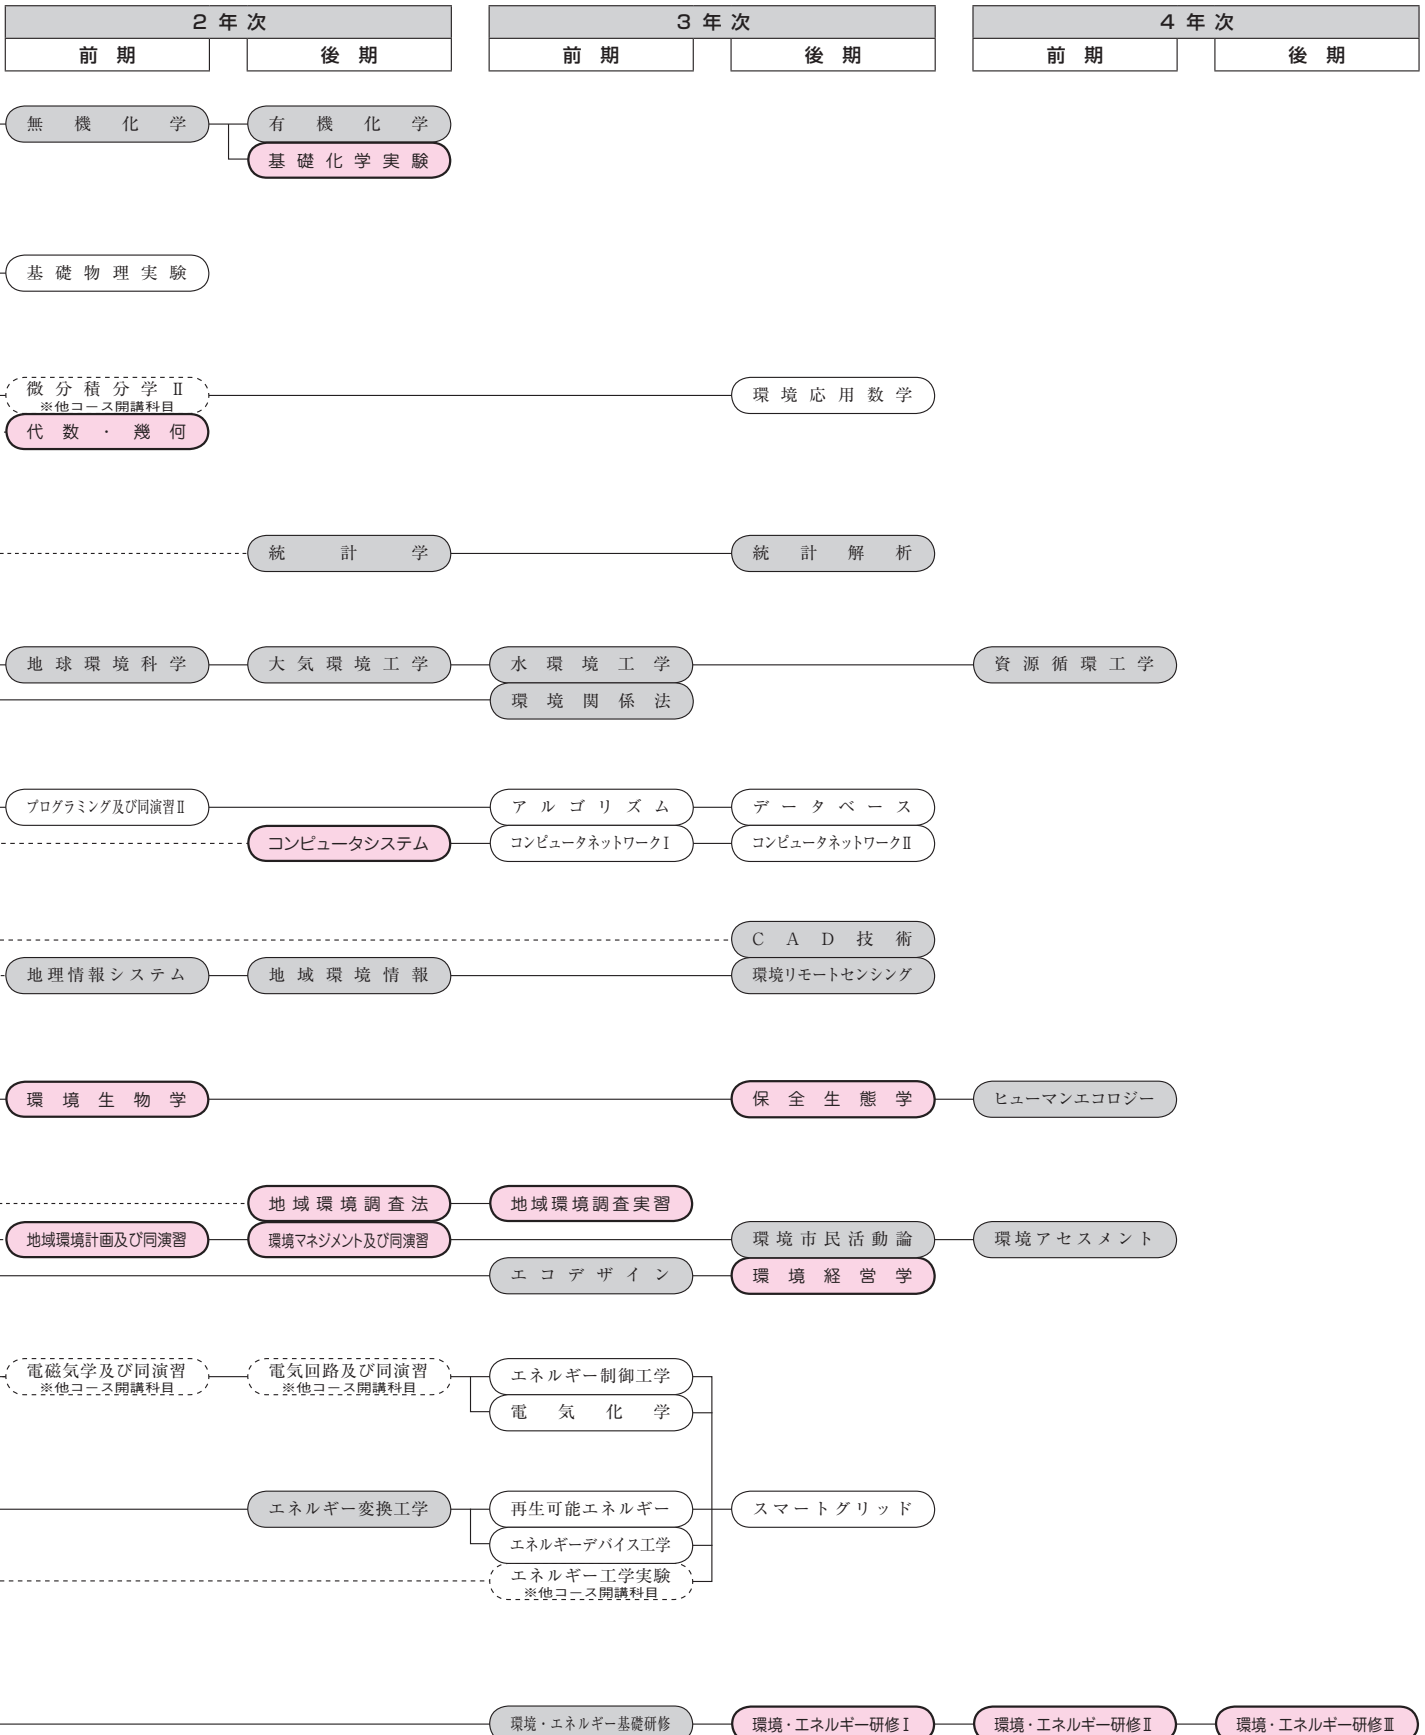 2年次 3年次 4年次
前期 後期 前期 後期 前期 後期
無機化学 有機化学
基礎化学実験
基礎物理実験
微分積分学Ⅱ 環境応用数学
※他コース開講科目
代数・幾何
統計学 統計解析
地球環境科学 大気環境工学 水環境工学 資源循環工学
環境関係法
プログラミング及び同演習Ⅱ アルゴリズム データベース
コンピュータシステム コンピュータネットワークⅠ コンピュータネットワークⅡ
CAD技術
地理情報システム 地域環境情報 環境リモートセンシング
環境生物学 保全生態学 ヒューマンエコロジー
地域環境調査法 地域環境調査実習
地域環境計画及び同演習 環境マネジメント及び同演習 環境市民活動論 環境アセスメント
エコデザイン 環境経営学
電磁気学及び同演習 電気回路及び同演習 エネルギー制御工学
※他コース開講科目 ※他コース開講科目
電気化学
エネルギー変換工学 再生可能エネルギー スマートグリッド
エネルギーデバイス工学
エネルギー工学実験
※他コース開講科目
環境・エネルギー基礎研修 環境・エネルギー研修Ⅰ 環境・エネルギー研修Ⅱ 環境・エネルギー研修Ⅲ